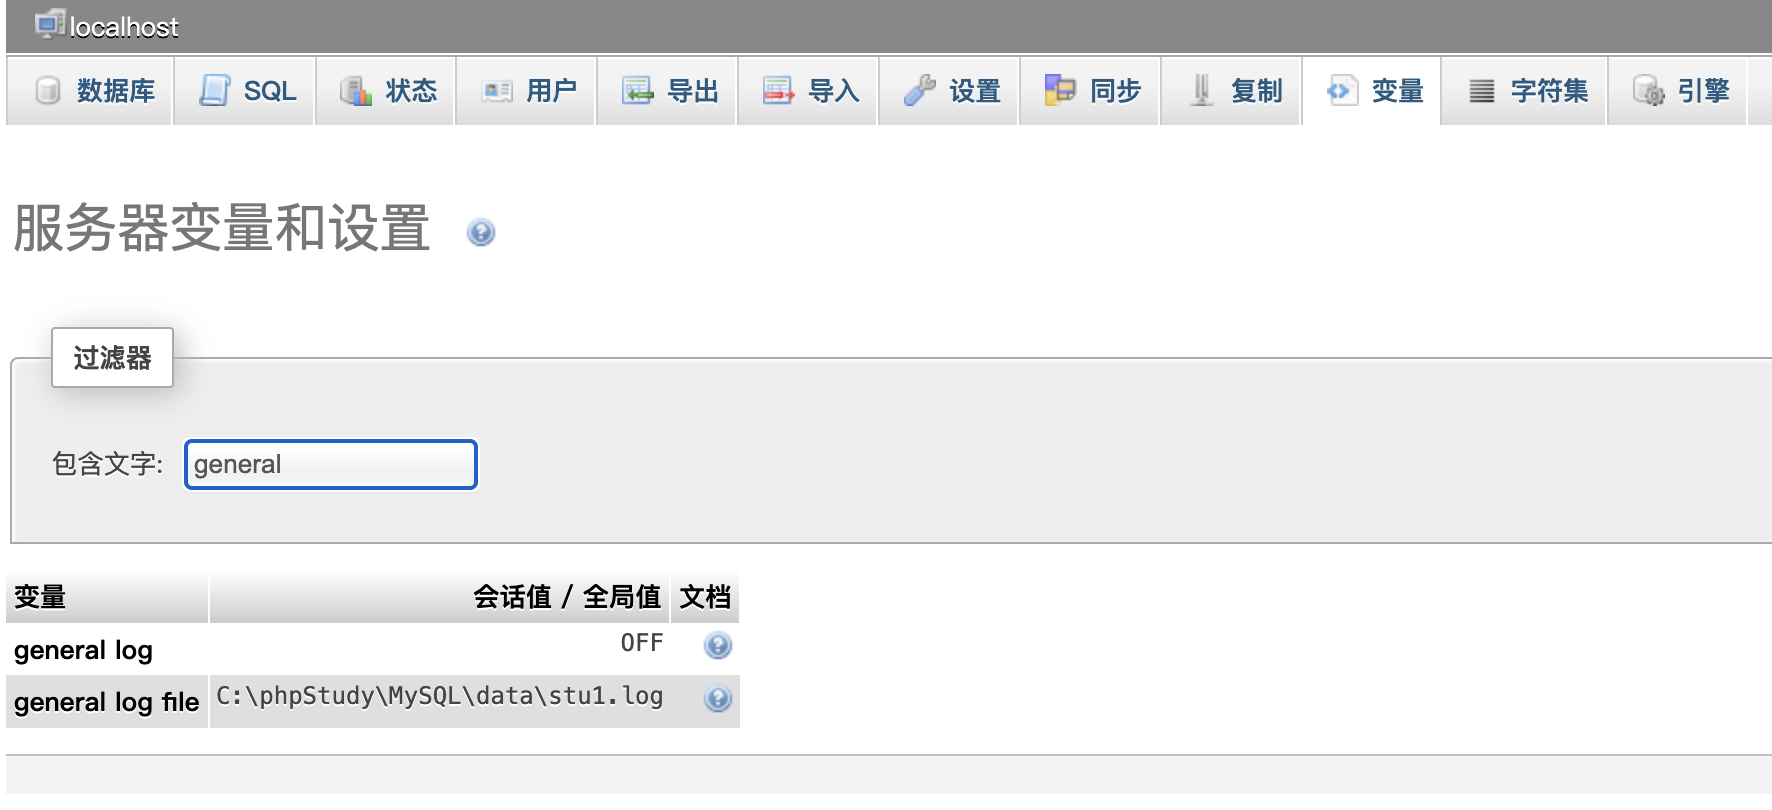 localhost
数据库 SQL 状态 用户 导出 导入 设置 同步 复制 变量 字符集 引擎
服务器变量和设置
过滤器
包含文字: general
变量 会话值 / 全局值 文档
general log OFF
general log file C:\phpStudy\MySQL\data\stu1.log